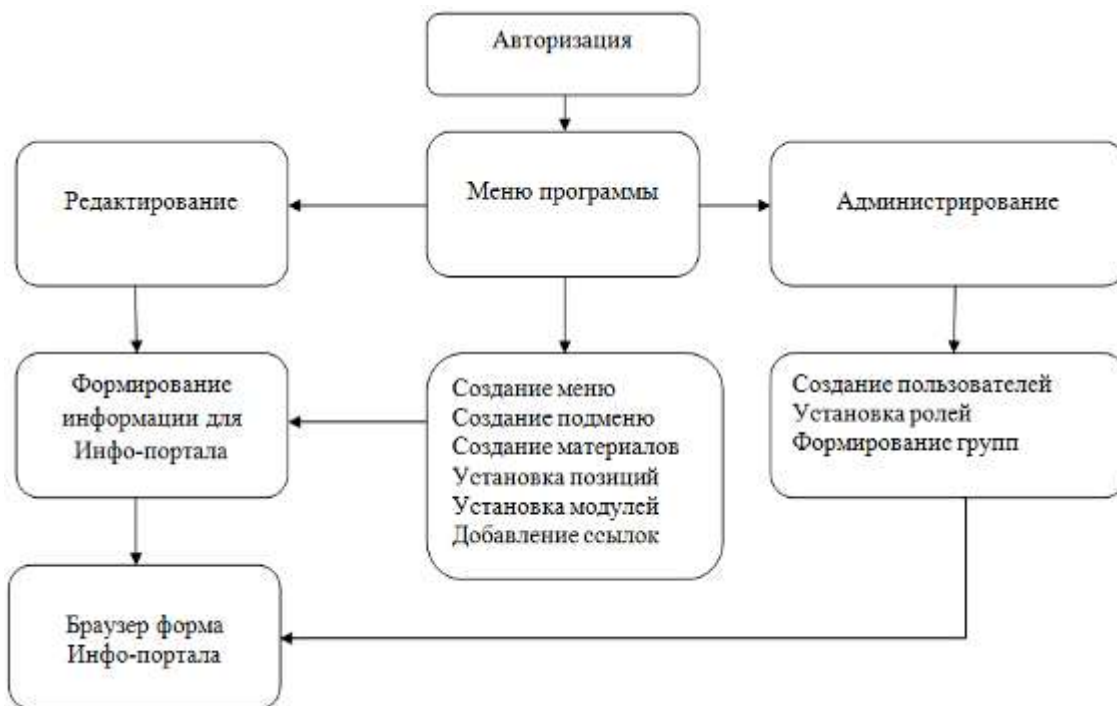 Авторизация
Редактирование
Меню программы
Администрирование
Формирование
информации для
Инфо-портала
Создание меню
Создание подменю
Создание материалов
Установка позиций
Установка модулей
Добавление ссылок
Создание пользователей
Установка ролей
Формирование групп
Браузер форма
Инфо-портала